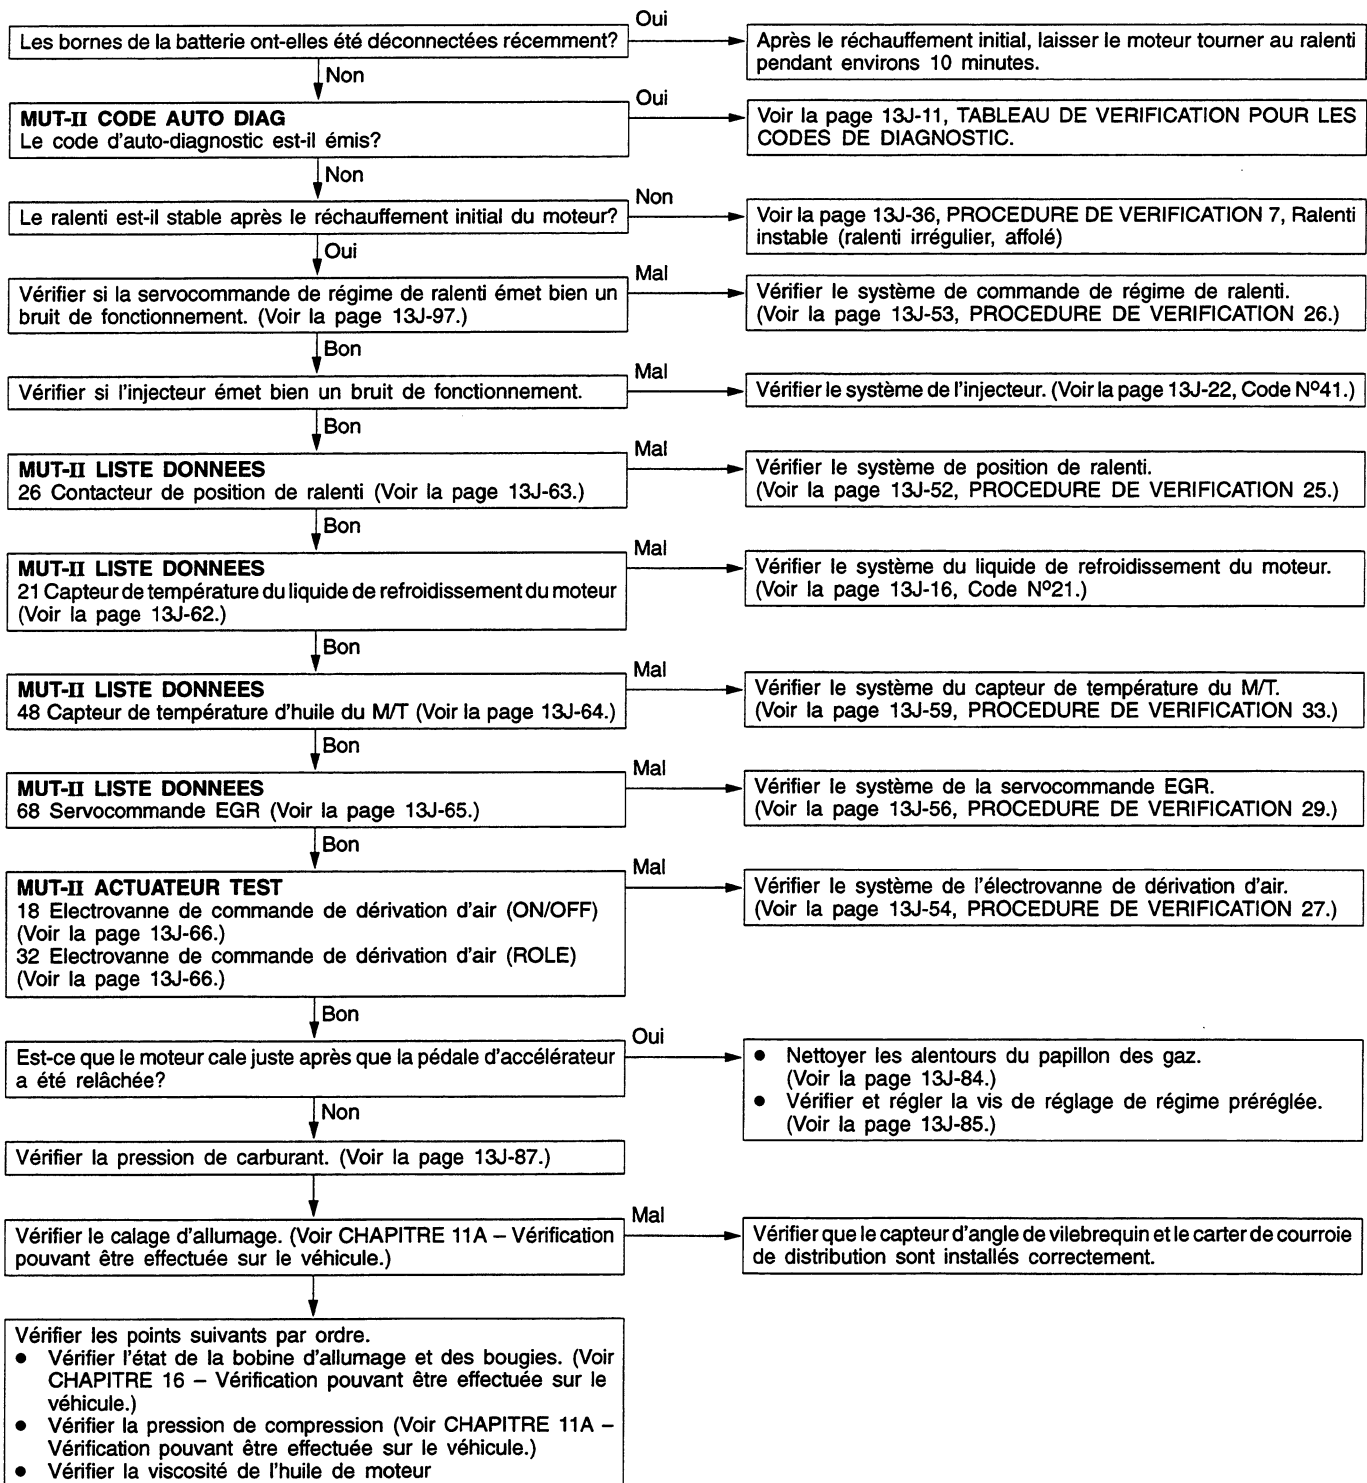 Oui
Les bornes de la batterie ont-elles été déconnectées récemment?
Après le réchauffement initial, laisser le moteur tourner au ralenti
pendant environs 10 minutes.
Non
Oui
MUT-II CODE AUTO DIAG
Le code d'auto-diagnostic est-il émis?
Voir la page 13J-11, TABLEAU DE VERIFICATION POUR LES
CODES DE DIAGNOSTIC.
Non
Non
Le ralenti est-il stable après le réchauffement initial du moteur?
Voir la page 13J-36, PROCEDURE DE VERIFICATION 7, Ralenti
instable (ralenti irrégulier, affolé)
Oui
Mal
Vérifier si la servocommande de régime de ralenti émet bien un
bruit de fonctionnement. (Voir la page 13J-97.)
Vérifier le système de commande de régime de ralenti.
(Voir la page 13J-53, PROCEDURE DE VERIFICATION 26.)
Bon
Mal
Vérifier si l'injecteur émet bien un bruit de fonctionnement.
Vérifier le système de l'injecteur. (Voir la page 13J-22, Code Nº41.)
Bon
Mal
MUT-II LISTE DONNEES
26 Contacteur de position de ralenti (Voir la page 13J-63.)
Vérifier le système de position de ralenti.
(Voir la page 13J-52, PROCEDURE DE VERIFICATION 25.)
Bon
Mal
MUT-II LISTE DONNEES
21 Capteur de température du liquide de refroidissement du moteur
(Voir la page 13J-62.)
Vérifier le système du liquide de refroidissement du moteur.
(Voir la page 13J-16, Code Nº21.)
Bon
Mal
MUT-II LISTE DONNEES
48 Capteur de température d'huile du M/T (Voir la page 13J-64.)
Vérifier le système du capteur de température du M/T.
(Voir la page 13J-59, PROCEDURE DE VERIFICATION 33.)
Bon
Mal
MUT-II LISTE DONNEES
68 Servocommande EGR (Voir la page 13J-65.)
Vérifier le système de la servocommande EGR.
(Voir la page 13J-56, PROCEDURE DE VERIFICATION 29.)
Bon
Mal
MUT-II ACTUATEUR TEST
18 Electrovanne de commande de dérivation d'air (ON/OFF)
(Voir la page 13J-66.)
32 Electrovanne de commande de dérivation d'air (ROLE)
(Voir la page 13J-66.)
Vérifier le système de l'électrovanne de dérivation d'air.
(Voir la page 13J-54, PROCEDURE DE VERIFICATION 27.)
Bon
Oui
Est-ce que le moteur cale juste après que la pédale d'accélérateur
a été relâchée?
● Nettoyer les alentours du papillon des gaz.
(Voir la page 13J-84.)
● Vérifier et régler la vis de réglage de régime préréglée.
(Voir la page 13J-85.)
Non
Vérifier la pression de carburant. (Voir la page 13J-87.)
Mal
Vérifier le calage d'allumage. (Voir CHAPITRE 11A – Vérification
pouvant être effectuée sur le véhicule.)
Vérifier que le capteur d'angle de vilebrequin et le carter de courroie
de distribution sont installés correctement.
Vérifier les points suivants par ordre.
● Vérifier l'état de la bobine d'allumage et des bougies. (Voir
CHAPITRE 16 – Vérification pouvant être effectuée sur le
véhicule.)
● Vérifier la pression de compression (Voir CHAPITRE 11A –
Vérification pouvant être effectuée sur le véhicule.)
● Vérifier la viscosité de l'huile de moteur